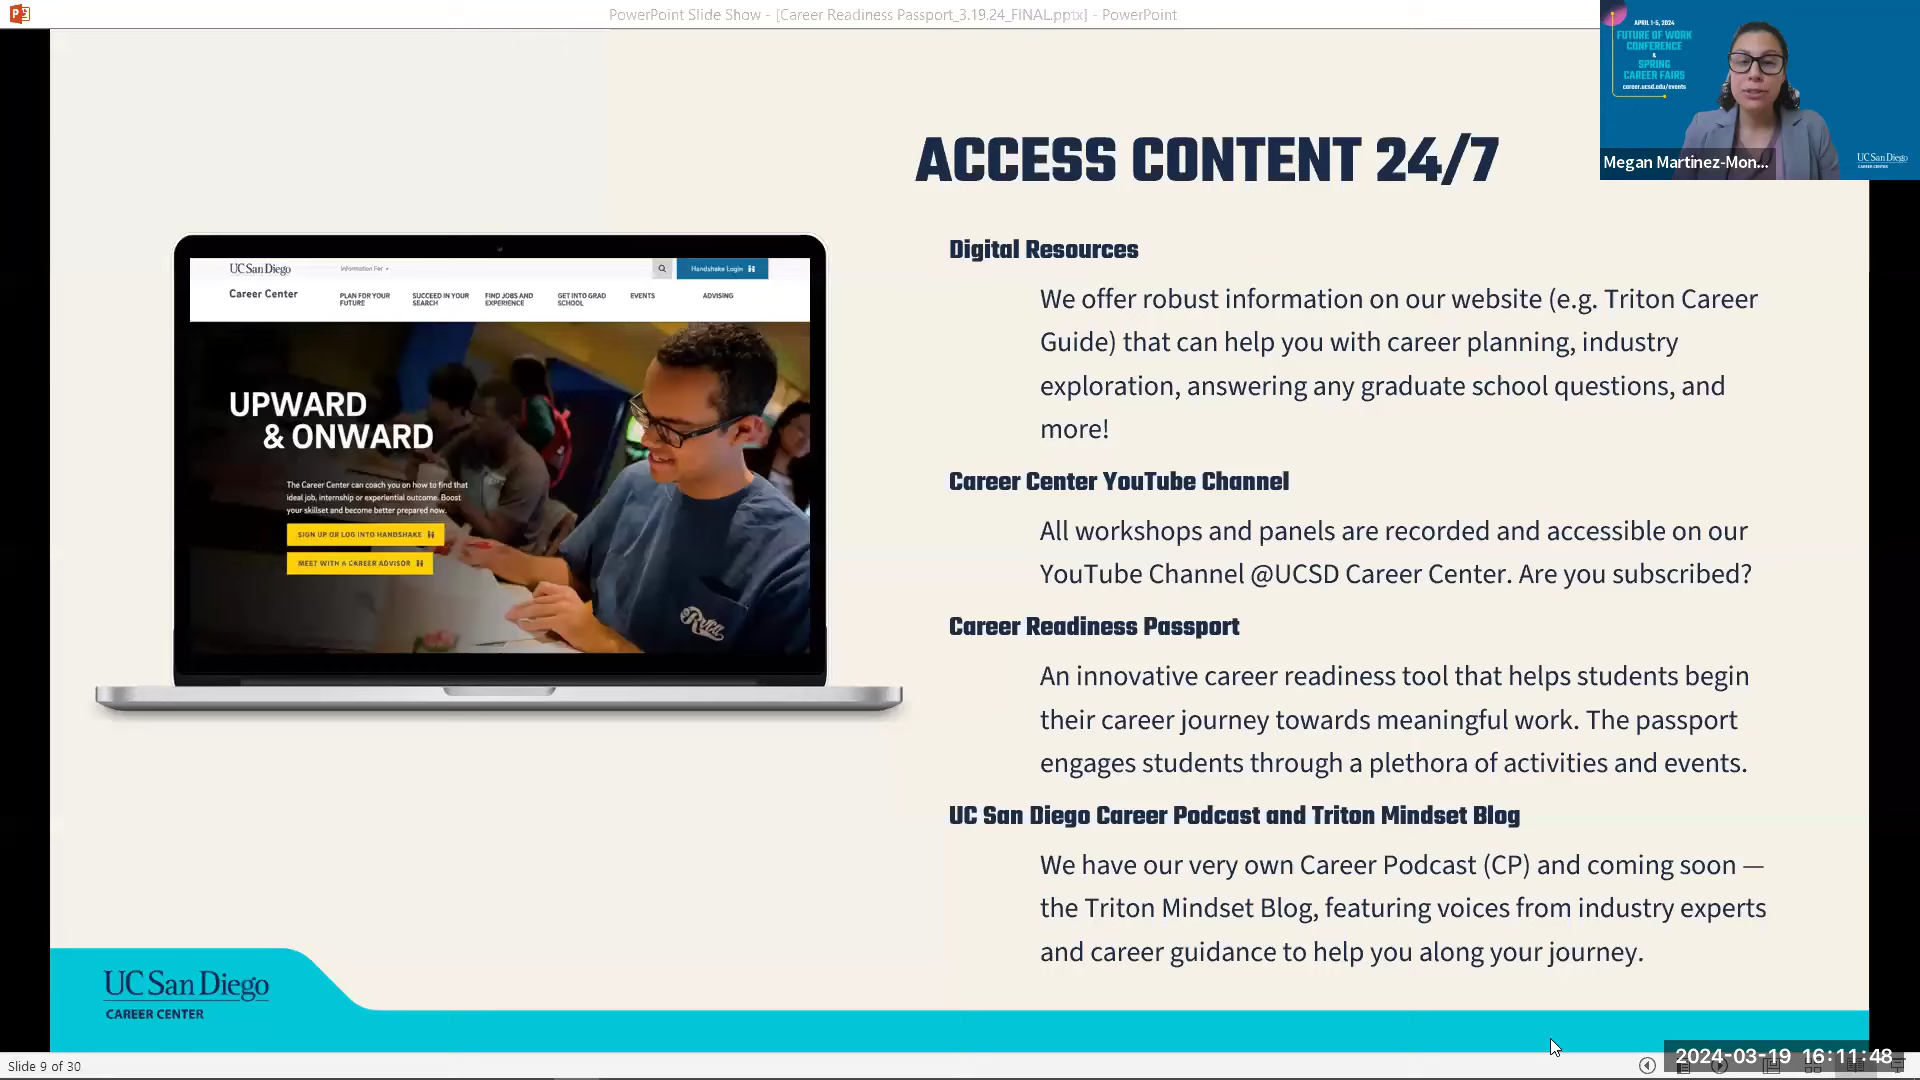 PowerPoint Slide Show - [Career Readiness Passport_3.19.24_FINAL.pptx] - PowerPoint
APRIL 1-5, 2024
FUTURE OF WORK
CONFERENCE
&
SPRING
CAREER FAIRS
career.ucsd.edu/events
Megan Martinez-Mon...
UC San Diego
CAREER CENTER
ACCESS CONTENT 24/7
UC San Diego
Information For
Handshake Login
Career Center
PLAN FOR YOUR
FUTURE
SUCCEED IN YOUR
SEARCH
FIND JOBS AND
EXPERIENCE
GET INTO GRAD
SCHOOL
EVENTS
ADVISING
UPWARD
& ONWARD
The Career Center can coach you on how to find that
ideal job, internship or experiential outcome. Boost
your skillset and become better prepared now.
SIGN UP OR LOG INTO HANDSHAKE
MEET WITH A CAREER ADVISOR
RVCA
Digital Resources
We offer robust information on our website (e.g. Triton Career
Guide) that can help you with career planning, industry
exploration, answering any graduate school questions, and
more!
Career Center YouTube Channel
All workshops and panels are recorded and accessible on our
YouTube Channel @UCSD Career Center. Are you subscribed?
Career Readiness Passport
An innovative career readiness tool that helps students begin
their career journey towards meaningful work. The passport
engages students through a plethora of activities and events.
UC San Diego Career Podcast and Triton Mindset Blog
We have our very own Career Podcast (CP) and coming soon —
the Triton Mindset Blog, featuring voices from industry experts
and career guidance to help you along your journey.
UC San Diego
CAREER CENTER
Slide 9 of 30
2024-03-19 16:11:48